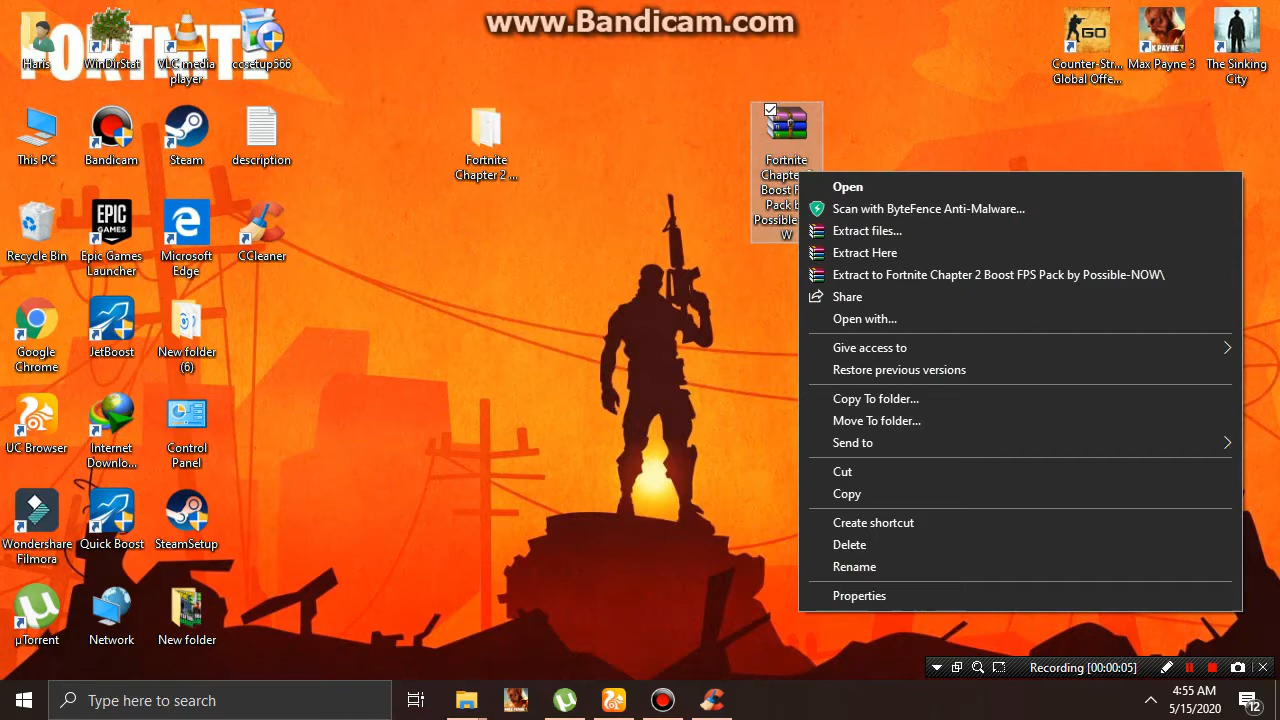 www.Bandicam.com
FORTNITE
Haris
WinDirStat
VLC media
player
ccsetup566
GO
Counter-Str...
Global Offe...
Max Payne 3
The Sinking
City
This PC
Bandicam
Steam
description
Fortnite
Chapter 2 ...
Fortnite
Possible
W
Recycle Bin
EPIC
GAMES
Epic Games
Launcher
Microsoft
Edge
CCleaner
Google
Chrome
JetBoost
New folder
(6)
UC Browser
Internet
Downlo...
Control
Panel
Wondershare
Filmora
Quick Boost
SteamSetup
µTorrent
Network
New folder
Open
Scan with ByteFence Anti-Malware...
Extract files...
Extract Here
Extract to Fortnite Chapter 2 Boost FPS Pack by Possible-NOW\
Share
Open with...
Give access to
Restore previous versions
Copy To folder...
Move To folder...
Send to
Cut
Copy
Create shortcut
Delete
Rename
Properties
Recording [00:00:05]
Type here to search
4:55 AM
5/15/2020
12